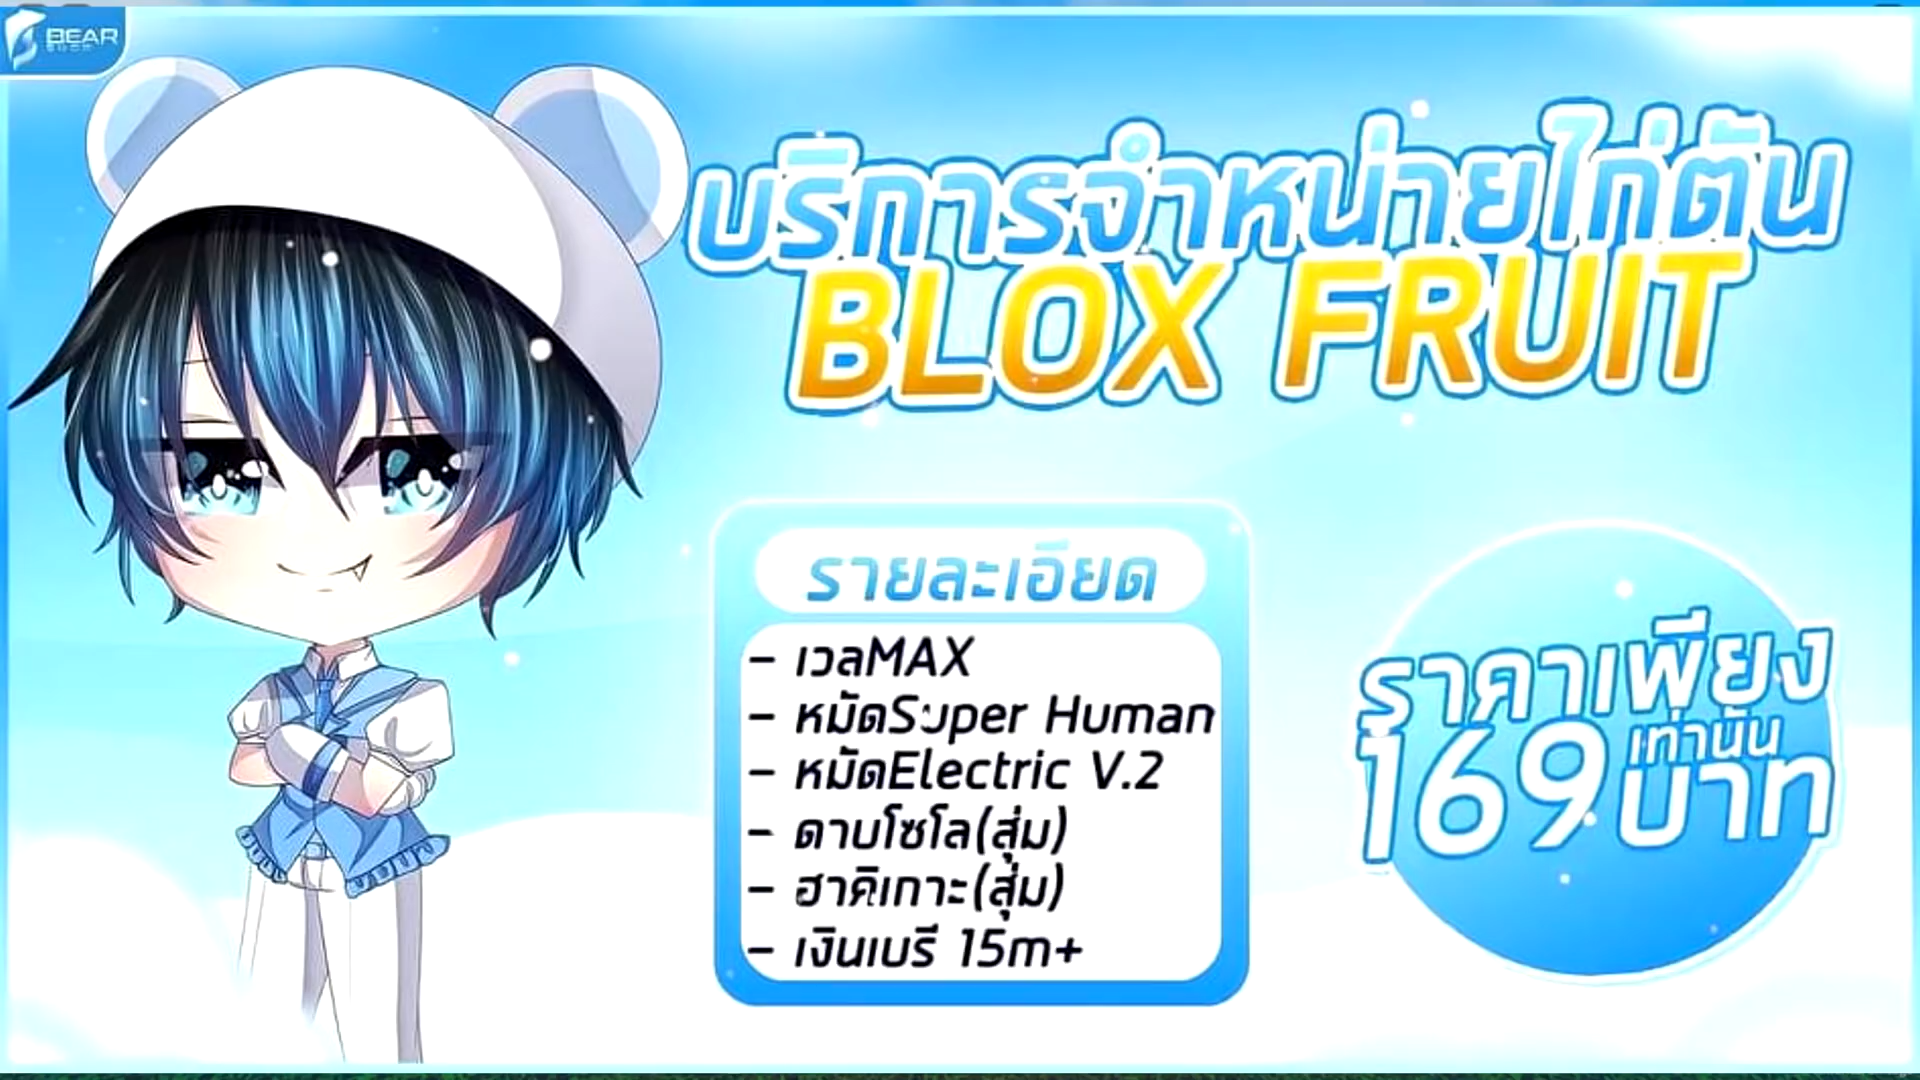 BEAR
บริการจำหน่ายไก่ตัน
BLOX FRUIT
รายละเอียด
- เวลMAX
- หมัดSuper Human
- หมัดElectric V.2
- ดาบโซโล(สุ่ม)
- ฮาคิเกาะ(สุ่ม)
- เงินเบรี 15m+
ราคาเพียง
169 บาท
เท่านั้น